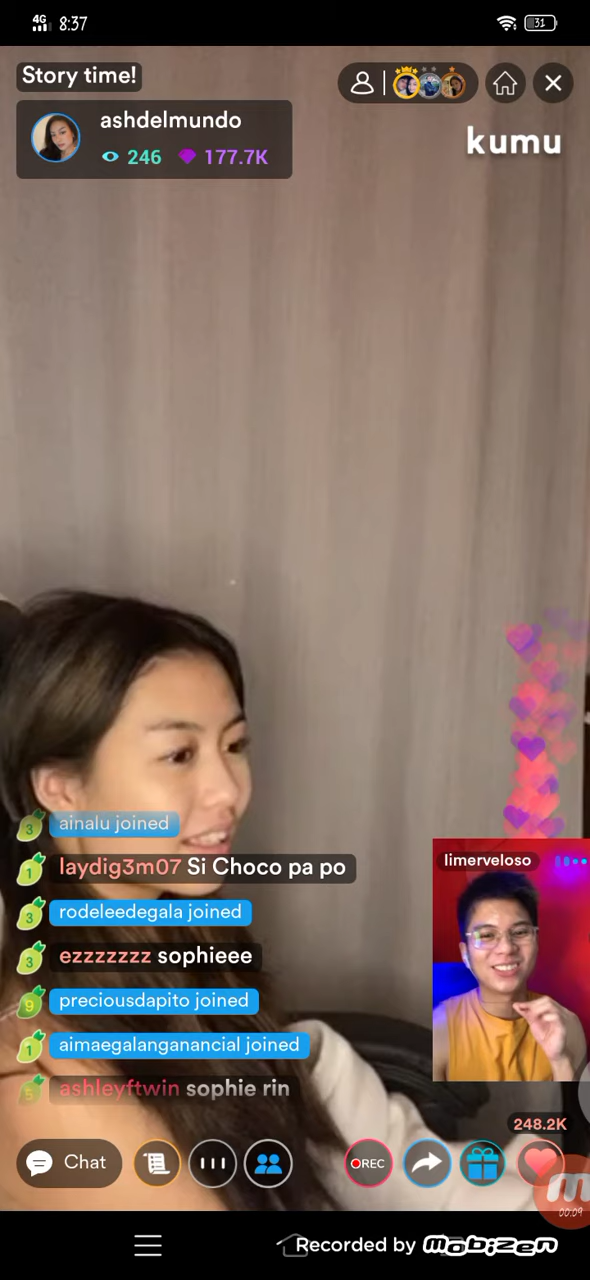 4G 8:37 31
Story time!
ashdelmundo
246 177.7K
kumu
3 ainalu joined
1 laydig3m07 Si Choco pa po
3 rodeleedegala joined
3 ezzzzzzz sophieee
9 preciousdapito joined
1 aimaegalanganancial joined
5 ashleyftwin sophie rin
limerveloso
248.2K
Chat
REC
00:09
Recorded by mobizen